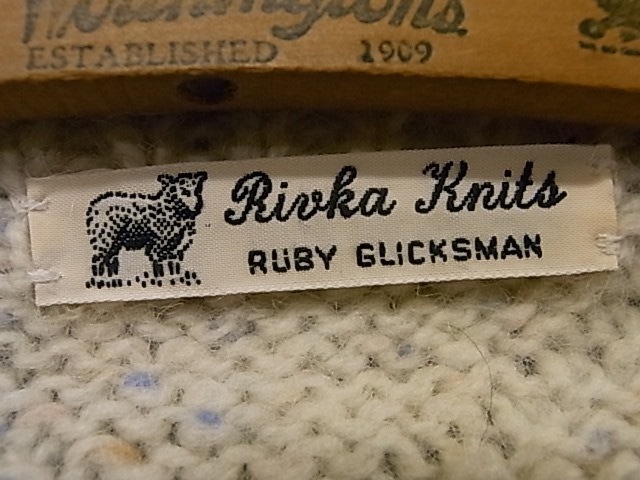 ESTABLISHED 1909
Rivka Knits
RUBY GLICKSMAN